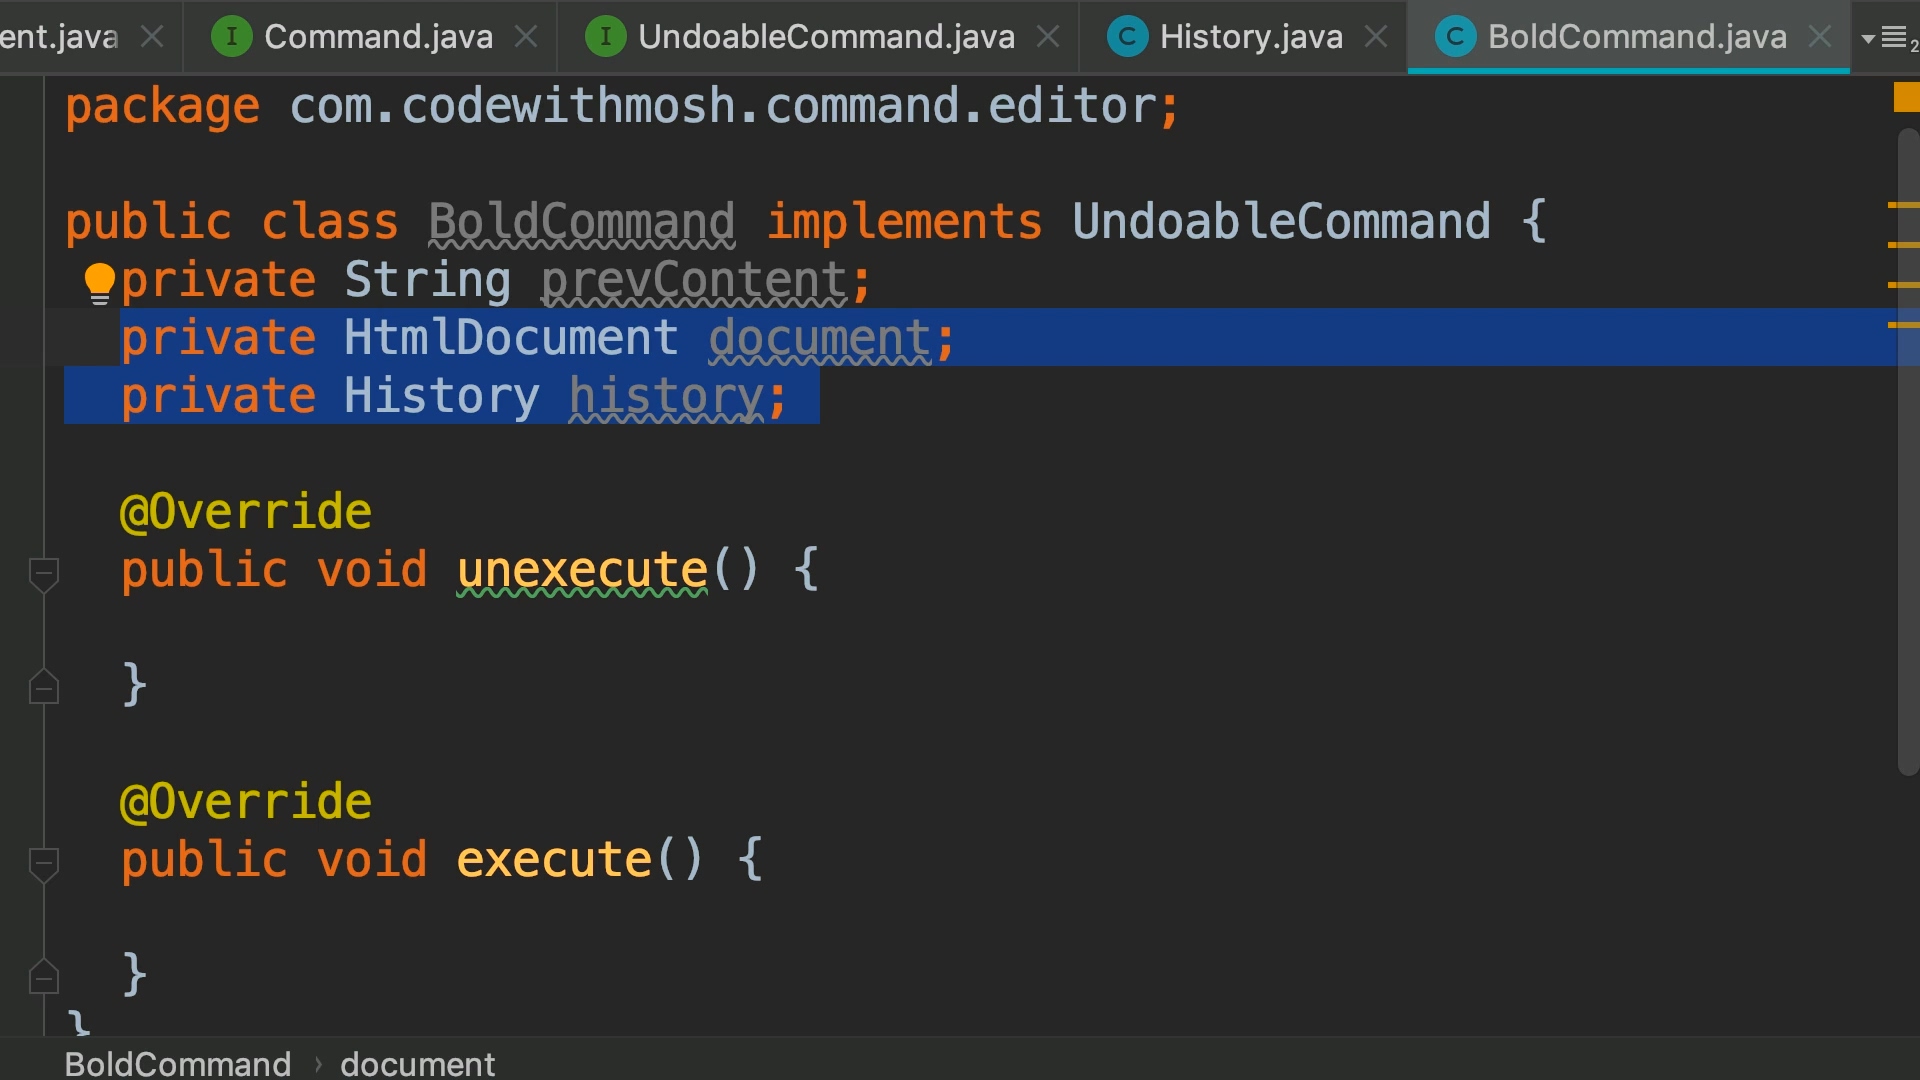 ent.java I Command.java I UndoableCommand.java C History.java C BoldCommand.java 2
package com.codewithmosh.command.editor;
public class BoldCommand implements UndoableCommand {
private String prevContent;
private HtmlDocument document;
private History history;
@Override
public void unexecute() {
}
@Override
public void execute() {
}
}
BoldCommand › document